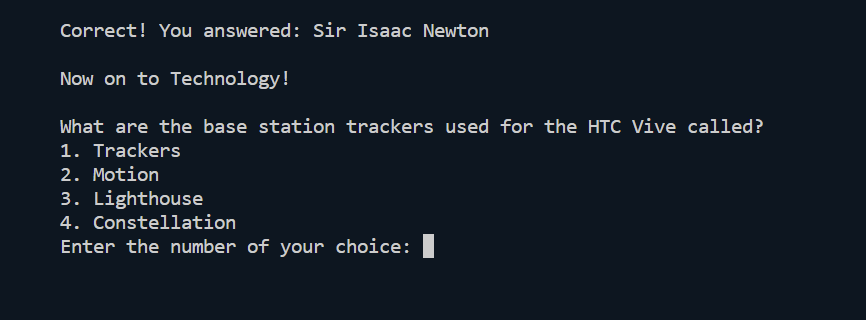 Correct! You answered: Sir Isaac Newton
Now on to Technology!
What are the base station trackers used for the HTC Vive called?
1. Trackers
2. Motion
3. Lighthouse
4. Constellation
Enter the number of your choice: